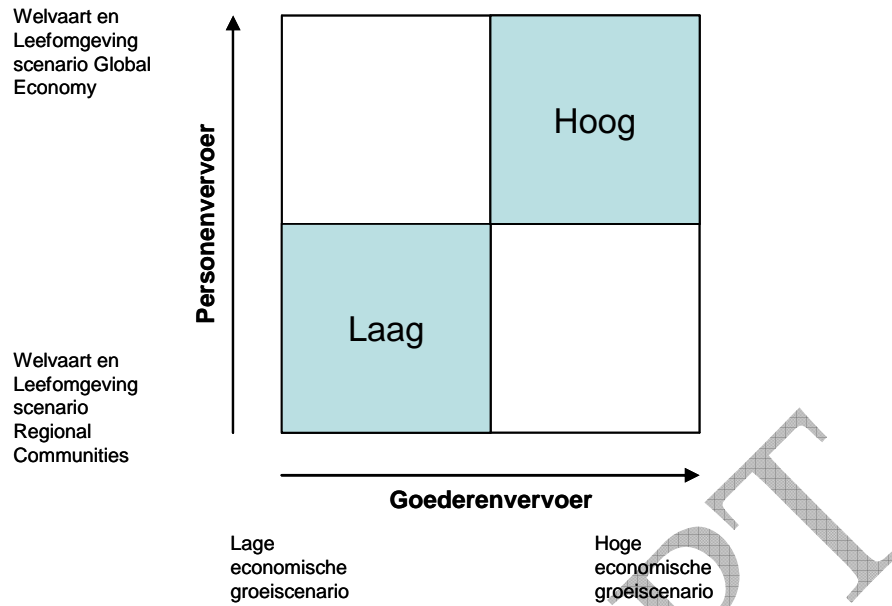 Welvaart en
Leefomgeving
scenario Global
Economy
Personenvervoer
Hoog
Laag
Welvaart en
Leefomgeving
scenario
Regional
Communities
Goederenvervoer
Lage
economische
groeiscenario
Hoge
economische
groeiscenario
PT